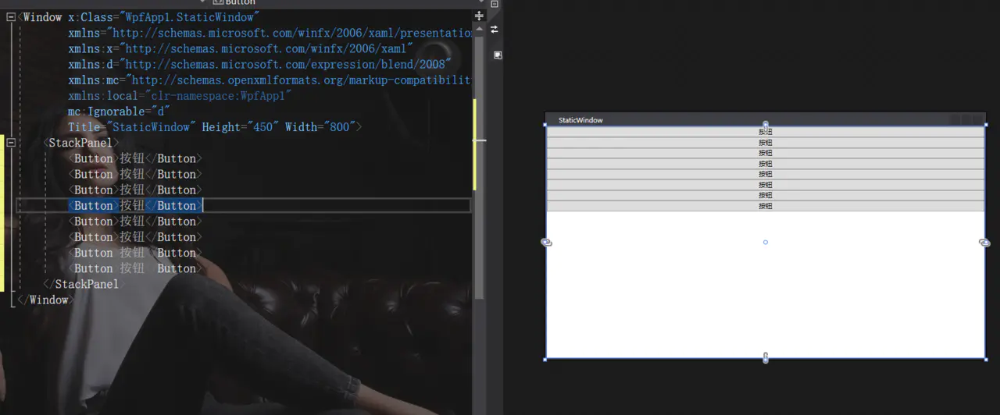 Button
<Window x:Class="WpfApp1.StaticWindow"
xmlns="http://schemas.microsoft.com/winfx/2006/xaml/presentatio
xmlns:x="http://schemas.microsoft.com/winfx/2006/xaml"
xmlns:d="http://schemas.microsoft.com/expression/blend/2008"
xmlns:mc="http://schemas.openxmlformats.org/markup-compatibilit
xmlns:local="clr-namespace:WpfApp1"
mc:Ignorable="d"
Title="StaticWindow" Height="450" Width="800">
<StackPanel>
<Button>按钮</Button>
<Button>按钮</Button>
<Button>按钮</Button>
<Button>按钮</Button>
<Button>按钮</Button>
<Button>按钮</Button>
<Button>按钮</Button>
<Button>按钮</Button>
</StackPanel>
</Window>
StaticWindow
按钮
按钮
按钮
按钮
按钮
按钮
按钮
按钮